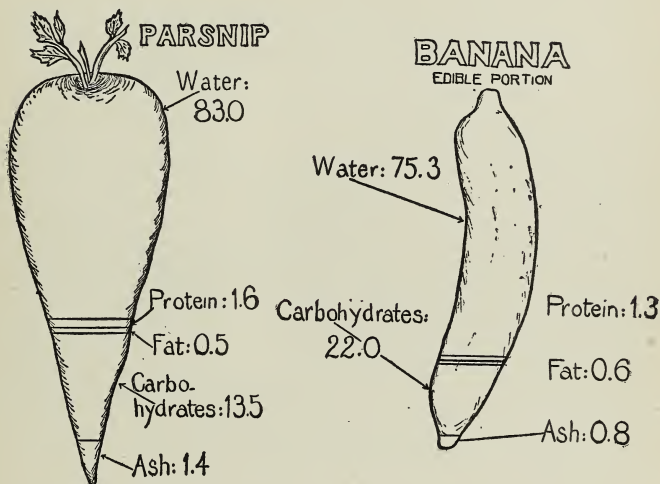 PARSNIP
Water:
83.0
Protein: 1.6
Fat: 0.5
Carbo-
hydrates: 13.5
Ash: 1.4
BANANA
EDIBLE PORTION
Water: 75.3
Carbohydrates:
22.0
Protein: 1.3
Fat: 0.6
Ash: 0.8